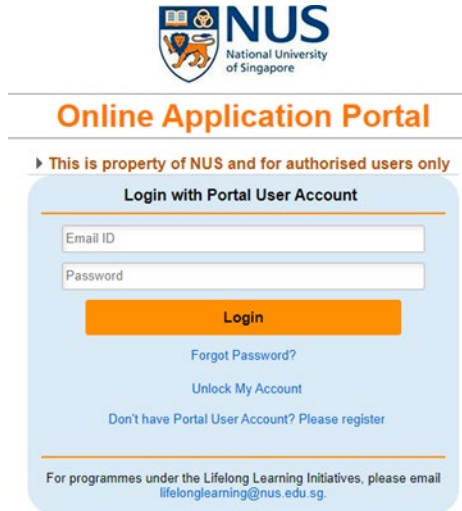 NUS
National University
of Singapore
Online Application Portal
This is property of NUS and for authorised users only
Login with Portal User Account
Email ID
Password
Login
Forgot Password?
Unlock My Account
Don't have Portal User Account? Please register
For programmes under the Lifelong Learning Initiatives, please email
lifelonglearning@nus.edu.sg.